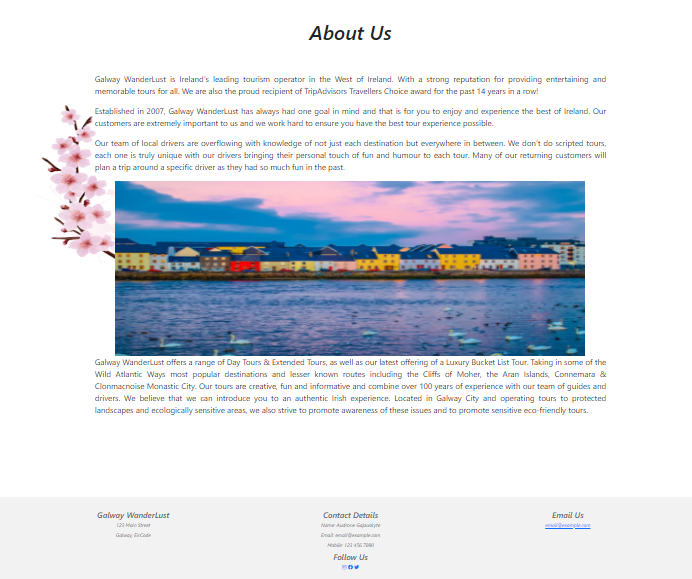 About Us
Galway WanderLust is Ireland's leading tourism operator in the West of Ireland. With a strong reputation for providing entertaining and
memorable tours for all. We are also the proud recipient of TripAdvisors Travellers Choice award for the past 14 years in a row!
Established in 2007, Galway WanderLust has always had one goal in mind and that is for you to enjoy and experience the best of Ireland. Our
customers are extremely important to us and we work hard to ensure you have the best tour experience possible.
Our team of local drivers are overflowing with knowledge of not just each destination but everywhere in between. We don't do scripted tours,
each one is truly unique with our drivers bringing their personal touch of fun and humour to each tour. Many of our returning customers will
plan a trip around a specific driver as they had so much fun in the past.
Galway WanderLust offers a range of Day Tours & Extended Tours, as well as our latest offering of a Luxury Bucket List Tour. Taking in some of the
Wild Atlantic Ways most popular destinations and lesser known routes including the Cliffs of Moher, the Aran Islands, Connemara &
Clonmacnoise Monastic City. Our tours are creative, fun and informative and combine over 100 years of experience with our team of guides and
drivers. We believe that we can introduce you to an authentic Irish experience. Located in Galway City and operating tours to protected
landscapes and ecologically sensitive areas, we also strive to promote awareness of these issues and to promote sensitive eco-friendly tours.
Galway WanderLust
123 Main Street
Galway, EirCode
Contact Details
Name: Audrone
Email: email@example.com
Mobile: 123 456 7890
Follow Us
Email Us
email@example.com